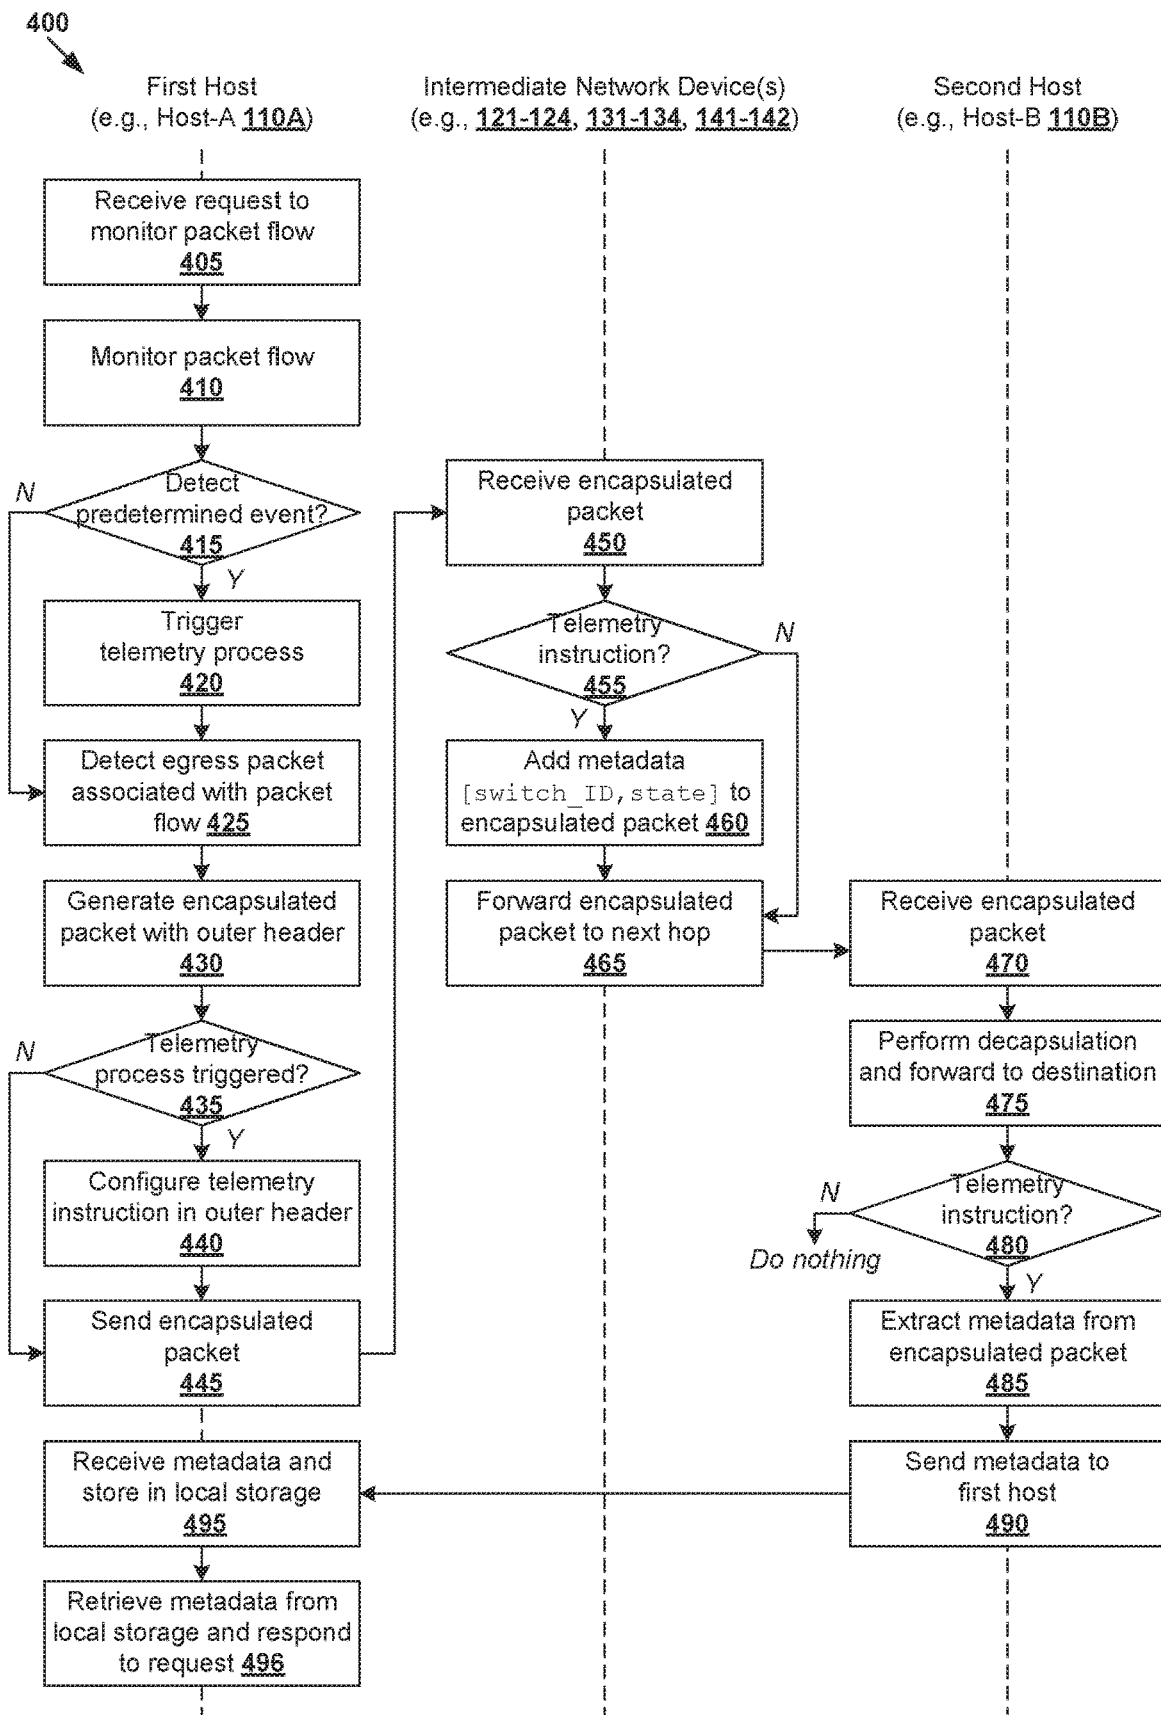 400
First Host
(e.g., Host-A 110A)
Intermediate Network Device(s)
(e.g., 121-124, 131-134, 141-142)
Second Host
(e.g., Host-B 110B)
Receive request to
monitor packet flow
405
Monitor packet flow
410
Detect
predetermined event?
415
N
Y
Trigger
telemetry process
420
Detect egress packet
associated with packet
flow 425
Generate encapsulated
packet with outer header
430
Telemetry
process triggered?
435
N
Y
Configure telemetry
instruction in outer header
440
Send encapsulated
packet
445
Receive encapsulated
packet
450
Telemetry
instruction?
455
N
Y
Add metadata
[switch_ID,state] to
encapsulated packet 460
Forward encapsulated
packet to next hop
465
Receive encapsulated
packet
470
Perform decapsulation
and forward to destination
475
Telemetry
instruction?
480
N
Do nothing
Y
Extract metadata from
encapsulated packet
485
Send metadata to
first host
490
Receive metadata and
store in local storage
495
Retrieve metadata from
local storage and respond
to request 496